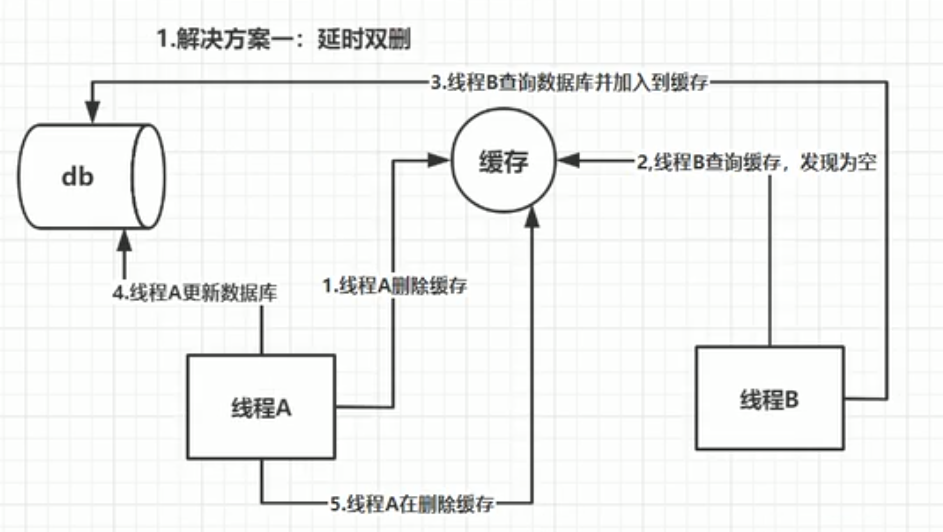 1.解决方案一：延时双删
3.线程B查询数据库并加入到缓存
db
缓存
2,线程B查询缓存，发现为空
1.线程A删除缓存
4.线程A更新数据库
线程A
线程B
5.线程A在删除缓存